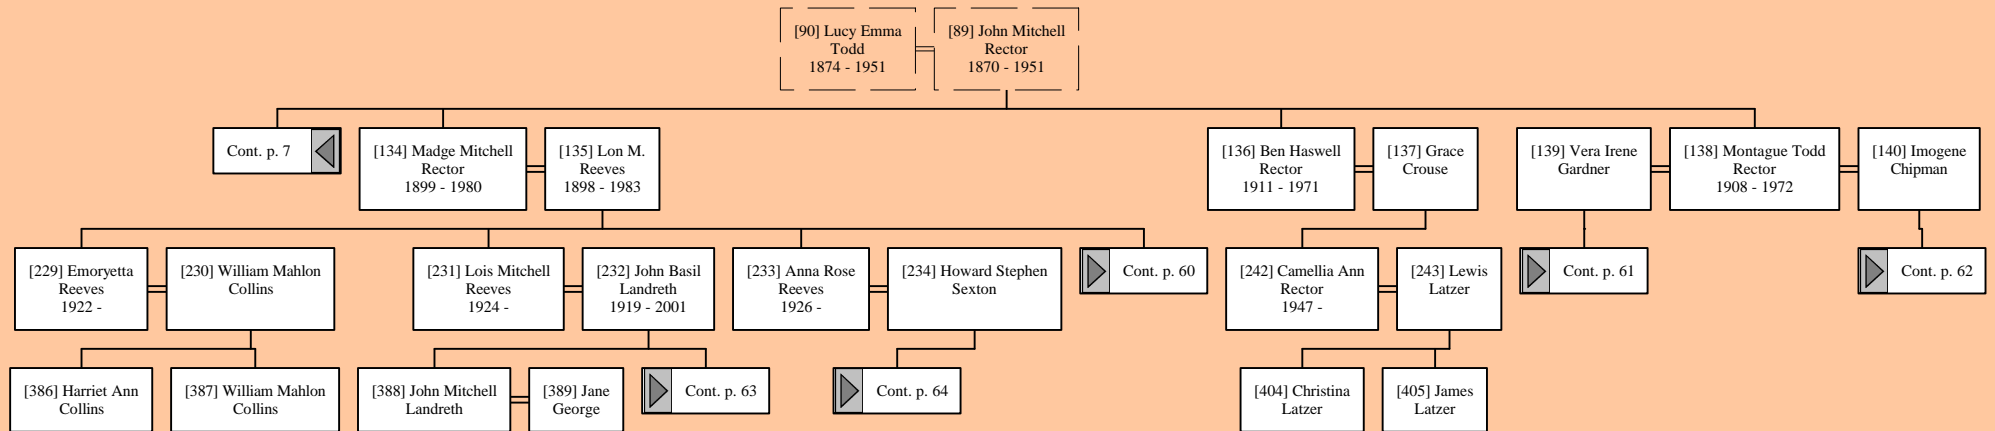 [90] Lucy Emma
Todd
1874 - 1951
[89] John Mitchell
Rector
1870 - 1951
Cont. p. 7
[134] Madge Mitchell
Rector
1899 - 1980
[135] Lon M.
Reeves
1898 - 1983
[136] Ben Haswell
Rector
1911 - 1971
[137] Grace
Crouse
[139] Vera Irene
Gardner
[138] Montague Todd
Rector
1908 - 1972
[140] Imogene
Chipman
[229] Emoryetta
Reeves
1922 -
[230] William Mahlon
Collins
[231] Lois Mitchell
Reeves
1924 -
[232] John Basil
Landreth
1919 - 2001
[233] Anna Rose
Reeves
1926 -
[234] Howard Stephen
Sexton
Cont. p. 60
[242] Camellia Ann
Rector
1947 -
[243] Lewis
Latzer
Cont. p. 61
Cont. p. 62
[386] Harriet Ann
Collins
[387] William Mahlon
Collins
[388] John Mitchell
Landreth
[389] Jane
George
Cont. p. 63
Cont. p. 64
[404] Christina
Latzer
[405] James
Latzer